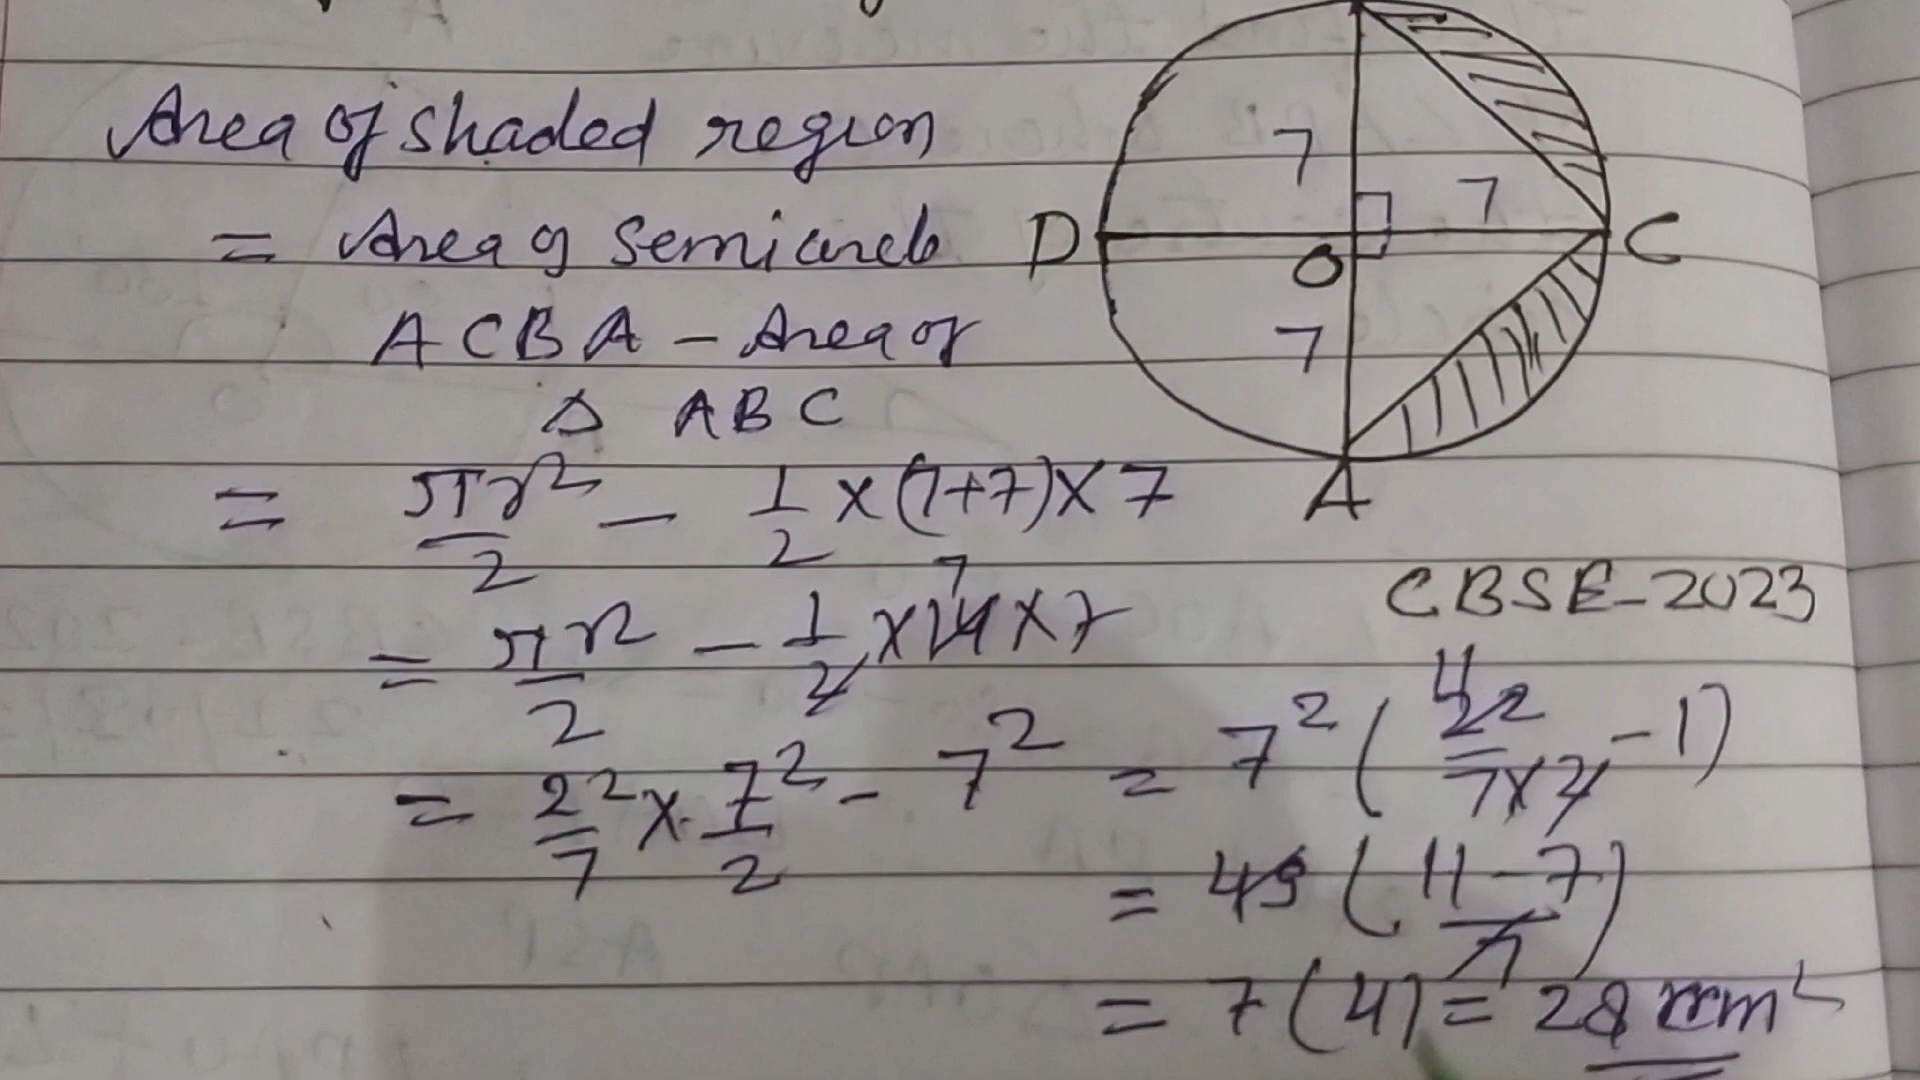 Area of shaded region
= Area of Semicircle
ACBA - Area of
Δ ABC
= πr²/2 - 1/2 × (7+7) × 7
= πr²/2 - 1/2 × 14 × 7
7
= 22/7 × 7²/2 - 7² = 7² ( 22/7×2 - 1 )
11
= 49 ( 11-7/7 )
= 7(4) = 28 cm²
7
7
D
O
C
7
A
CBSE-2023